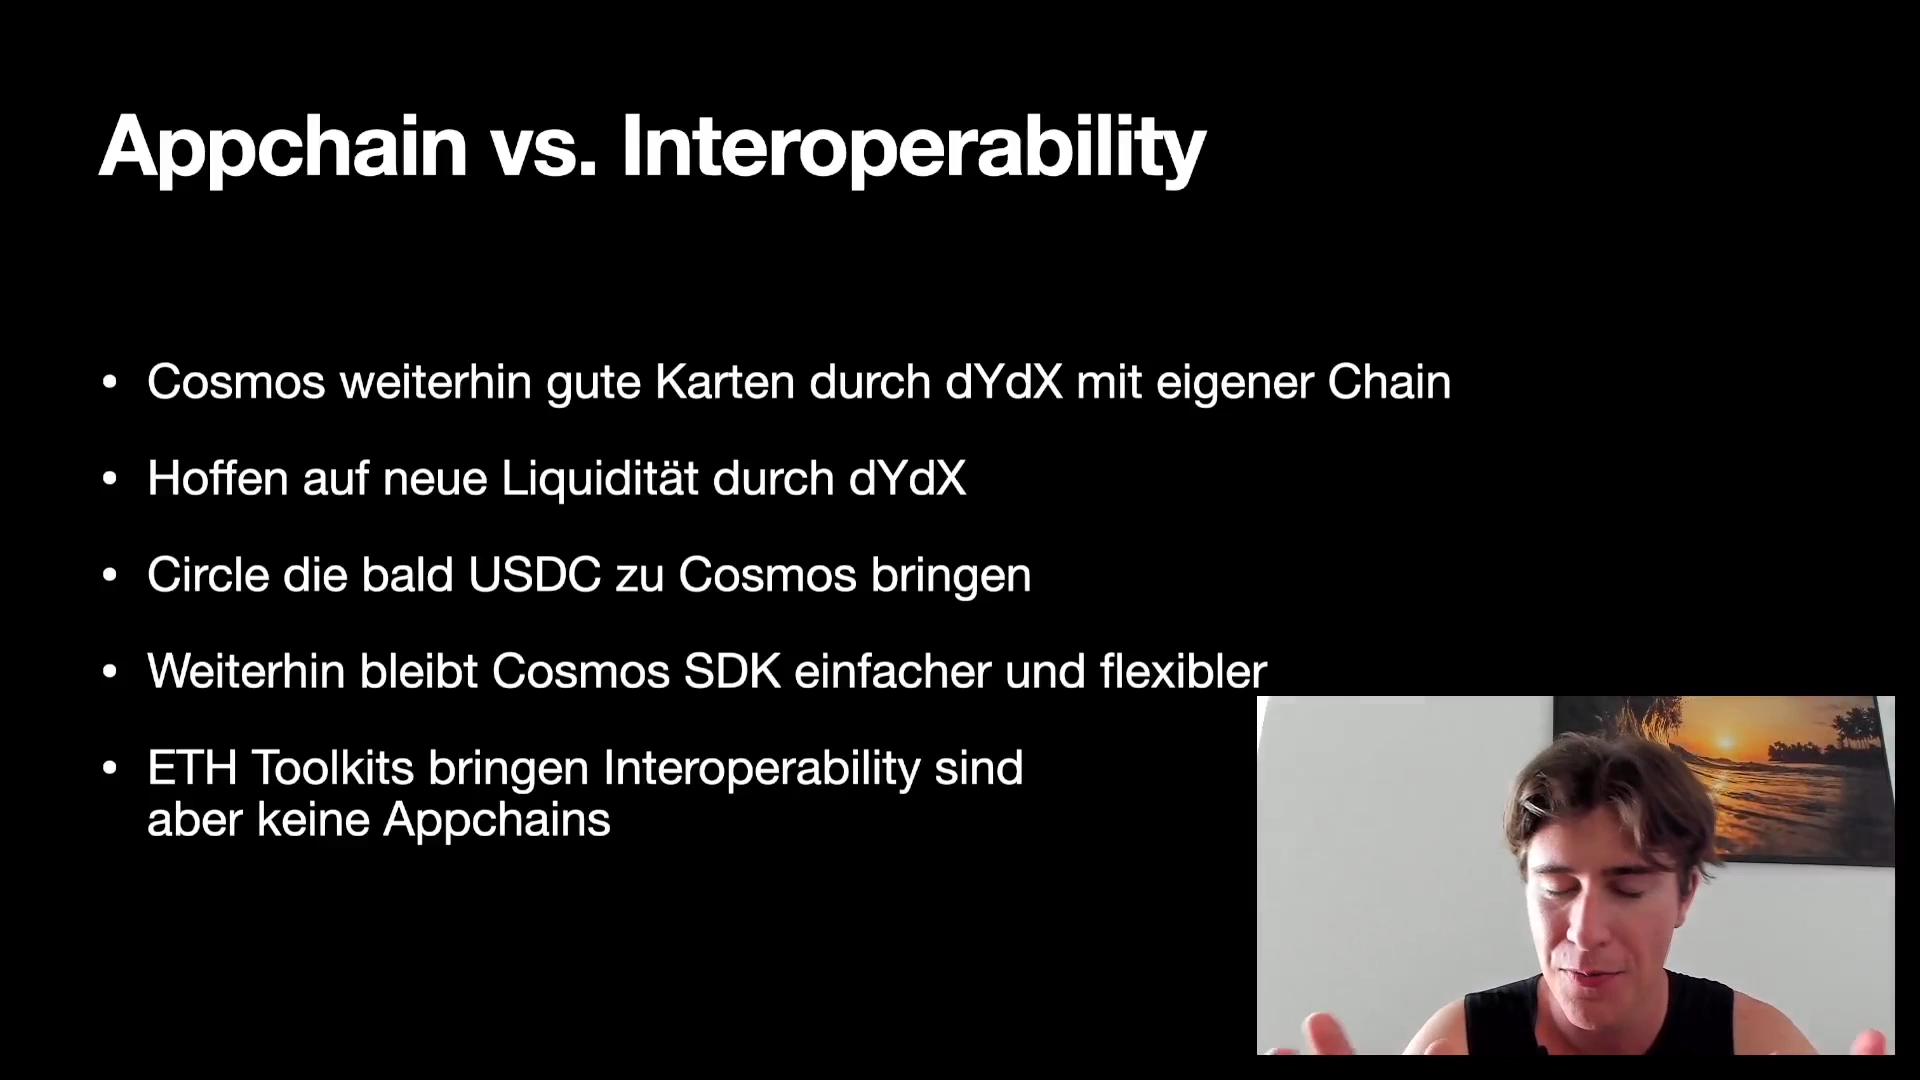 Appchain vs. Interoperability
• Cosmos weiterhin gute Karten durch dYdX mit eigener Chain
• Hoffen auf neue Liquidität durch dYdX
• Circle die bald USDC zu Cosmos bringen
• Weiterhin bleibt Cosmos SDK einfacher und flexibler
• ETH Toolkits bringen Interoperability sind
aber keine Appchains